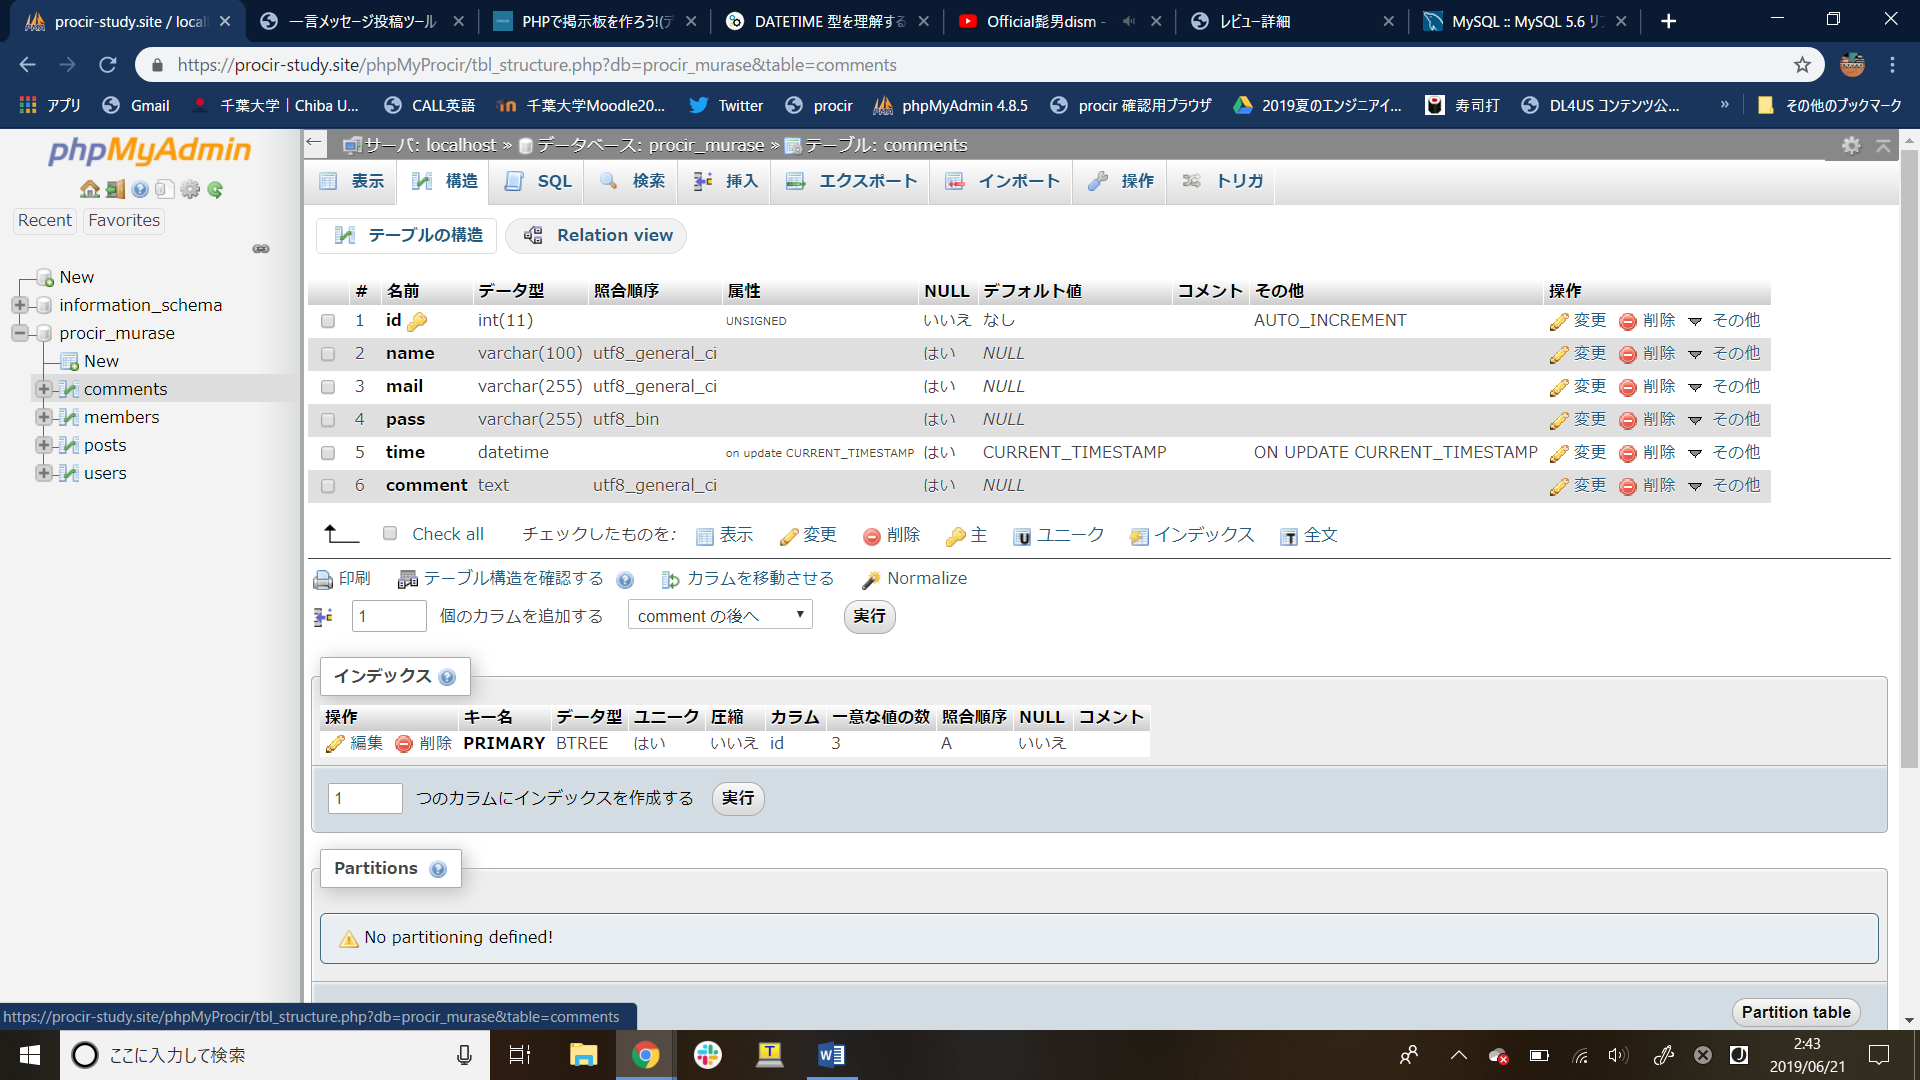 procir-study.site / local
一言メッセージ投稿ツール
PHPで掲示板を作ろう!(デ
DATETIME 型を理解する
Official髭男dism -
レビュー詳細
MySQL :: MySQL 5.6 リフ
https://procir-study.site/phpMyProcir/tbl_structure.php?db=procir_murase&table=comments
アプリ Gmail 千葉大学 | Chiba U... CALL英語 千葉大学Moodle20... Twitter procir phpMyAdmin 4.8.5 procir 確認用ブラウザ 2019夏のエンジニアイ... 寿司打 DL4US コンテンツ公... » その他のブックマーク
phpMyAdmin
Recent Favorites
New
information_schema
procir_murase
New
comments
members
posts
users
サーバ: localhost » データベース: procir_murase » テーブル: comments
表示 構造 SQL 検索 挿入 エクスポート インポート 操作 トリガ
テーブルの構造 Relation view
# 名前 データ型 照合順序 属性 NULL デフォルト値 コメント その他 操作
1 id int(11) UNSIGNED いいえ なし AUTO_INCREMENT 変更 削除 その他
2 name varchar(100) utf8_general_ci はい NULL 変更 削除 その他
3 mail varchar(255) utf8_general_ci はい NULL 変更 削除 その他
4 pass varchar(255) utf8_bin はい NULL 変更 削除 その他
5 time datetime on update CURRENT_TIMESTAMP はい CURRENT_TIMESTAMP ON UPDATE CURRENT_TIMESTAMP 変更 削除 その他
6 comment text utf8_general_ci はい NULL 変更 削除 その他
Check all チェックしたものを: 表示 変更 削除 主 ユニーク インデックス 全文
印刷 テーブル構造を確認する カラムを移動させる Normalize
1 個のカラムを追加する comment の後へ 実行
インデックス
操作 キー名 データ型 ユニーク 圧縮 カラム 一意な値の数 照合順序 NULL コメント
編集 削除 PRIMARY BTREE はい いいえ id 3 A いいえ
1 つのカラムにインデックスを作成する 実行
Partitions
No partitioning defined!
Partition table
https://procir-study.site/phpMyProcir/tbl_structure.php?db=procir_murase&table=comments
ここに入力して検索
2:43
2019/06/21